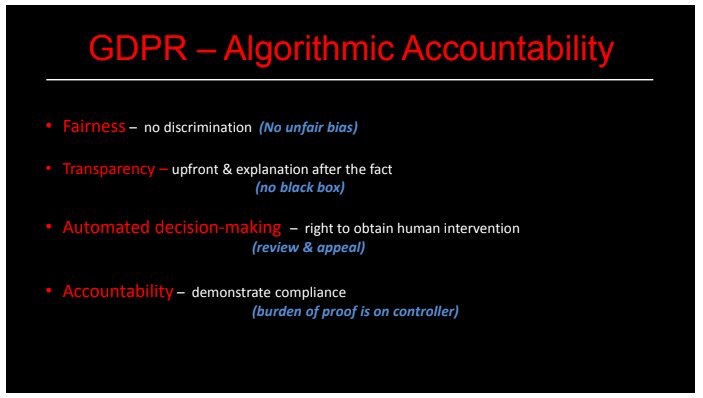 GDPR – Algorithmic Accountability
• Fairness – no discrimination (No unfair bias)
• Transparency – upfront & explanation after the fact
(no black box)
• Automated decision-making – right to obtain human intervention
(review & appeal)
• Accountability – demonstrate compliance
(burden of proof is on controller)